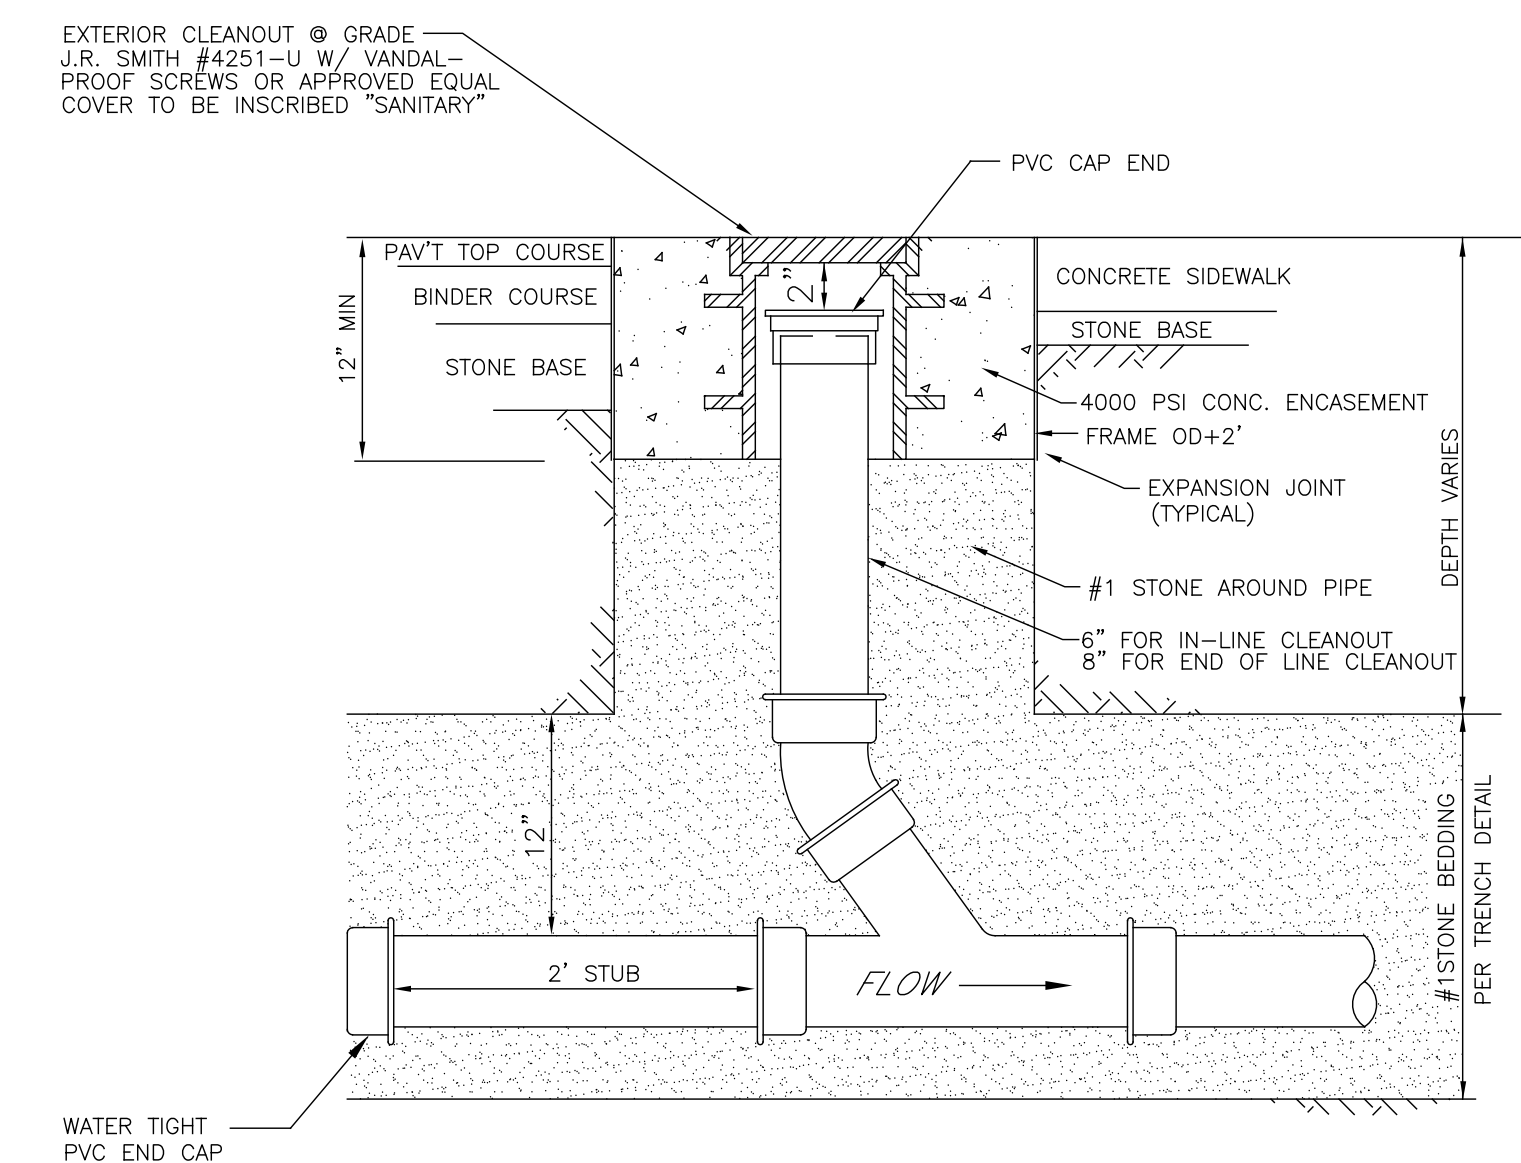 EXTERIOR CLEANOUT @ GRADE
J.R. SMITH #4251-U W/ VANDAL-
PROOF SCREWS OR APPROVED EQUAL
COVER TO BE INSCRIBED "SANITARY"
PVC CAP END
PAV'T TOP COURSE
BINDER COURSE
STONE BASE
12" MIN
2"
CONCRETE SIDEWALK
STONE BASE
4000 PSI CONC. ENCASEMENT
FRAME OD+2'
EXPANSION JOINT
(TYPICAL)
DEPTH VARIES
#1 STONE AROUND PIPE
6" FOR IN-LINE CLEANOUT
8" FOR END OF LINE CLEANOUT
12"
#1STONE BEDDING
PER TRENCH DETAIL
2' STUB
FLOW
WATER TIGHT
PVC END CAP